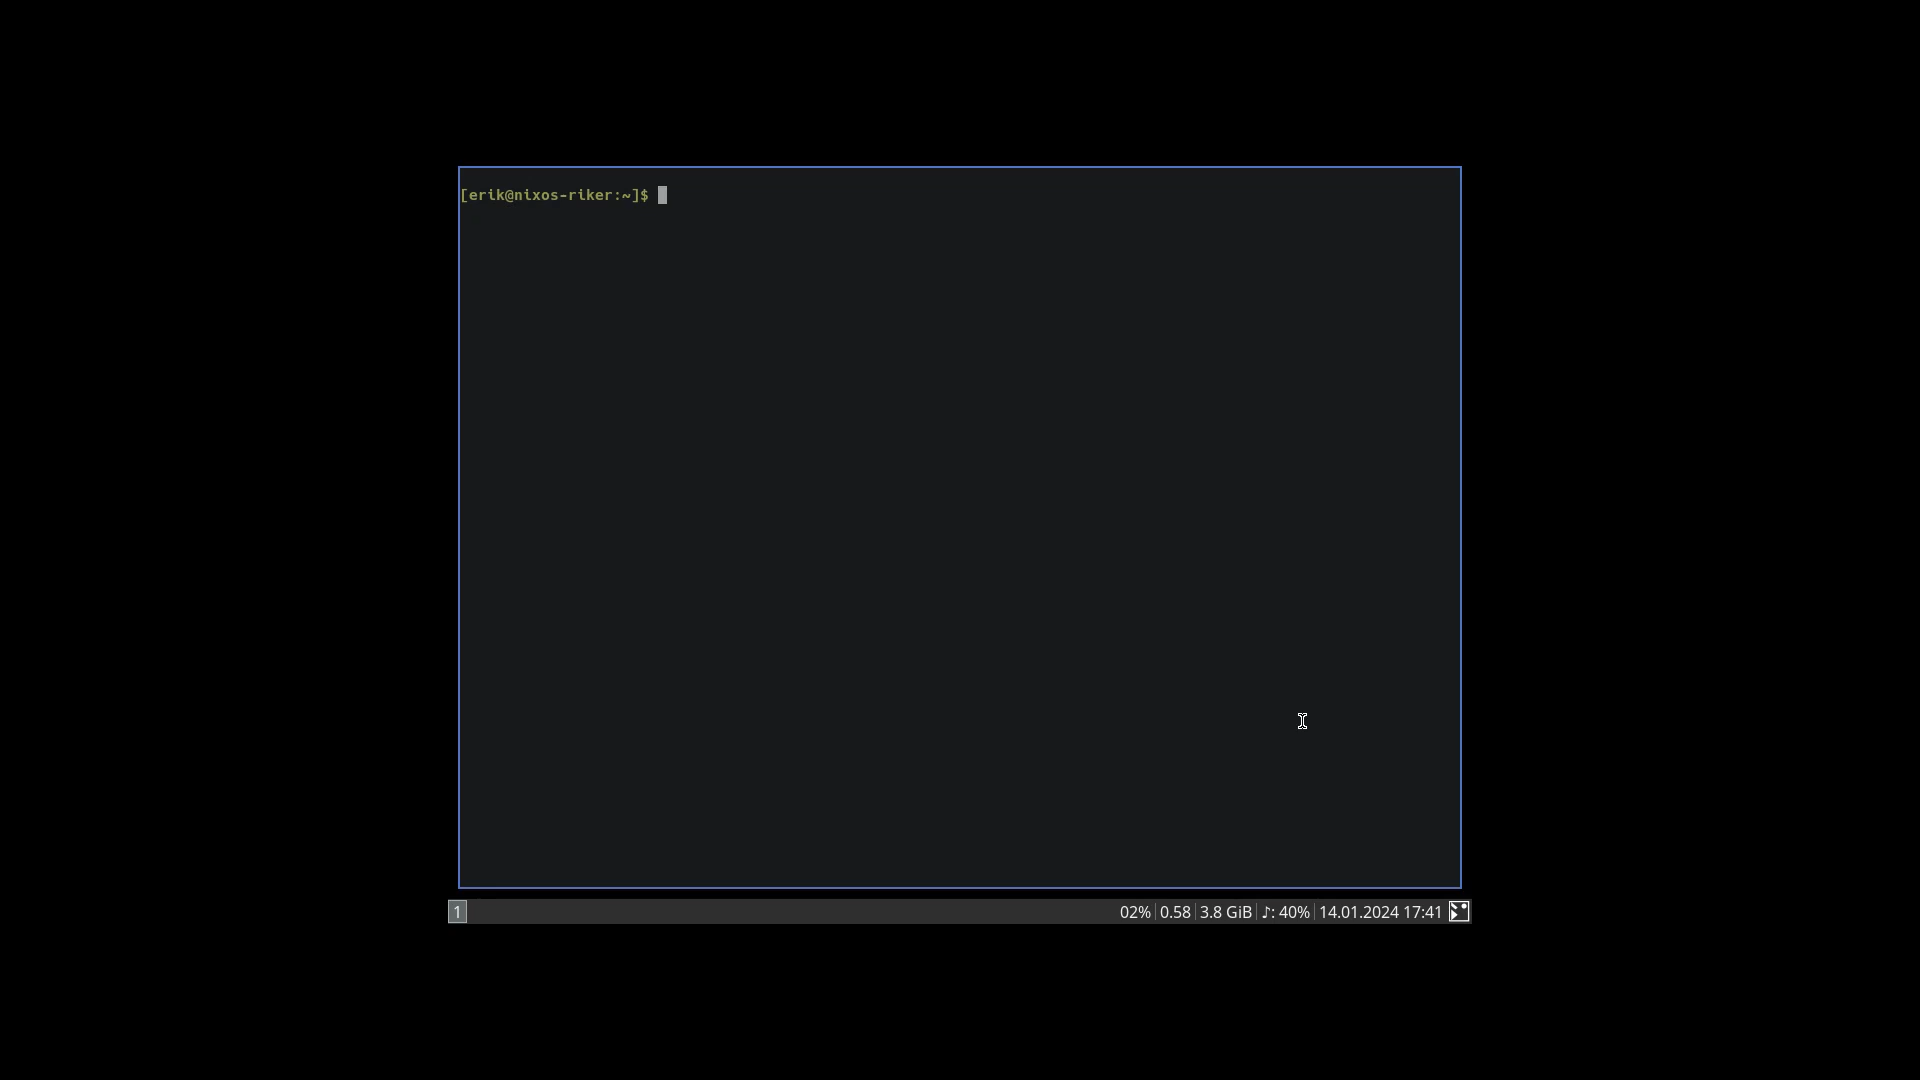 [erik@nixos-riker:~]$
1 02% 0.58 3.8 GiB ♪: 40% 14.01.2024 17:41